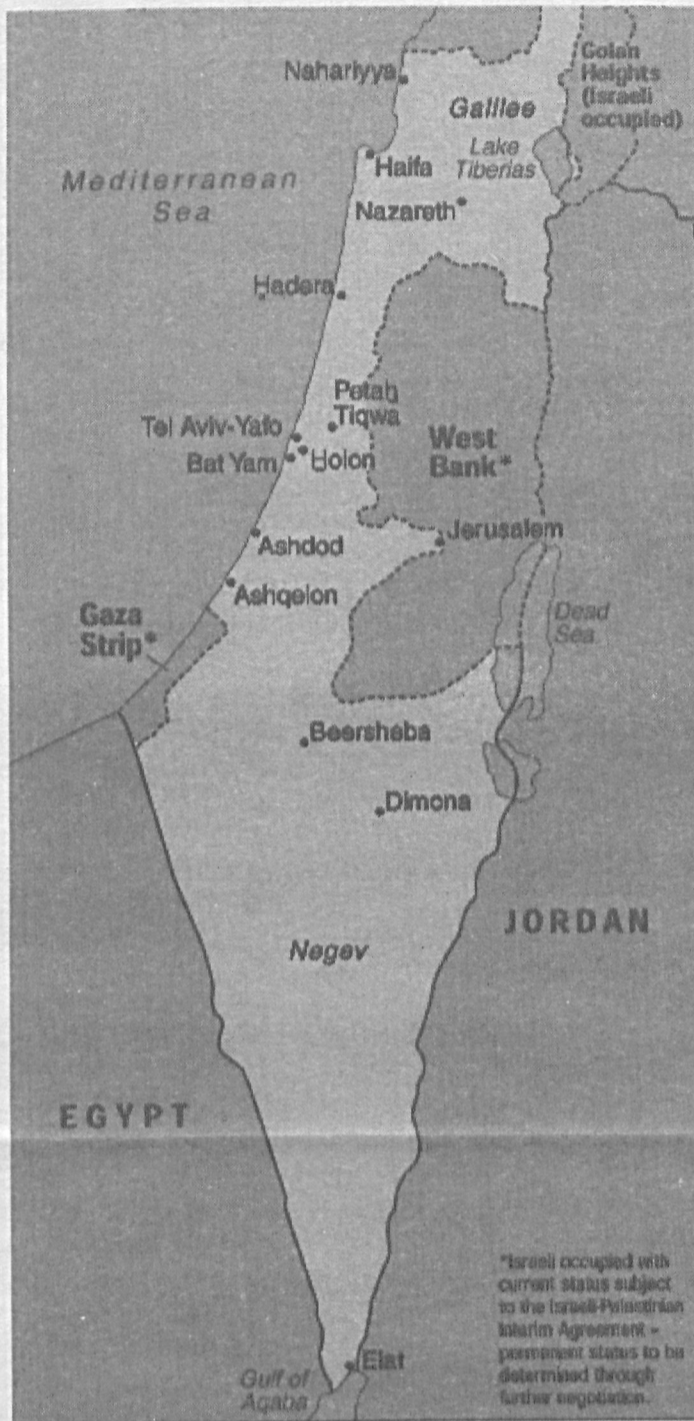 Nahariyya
Golan
Heights
(Israeli
occupied)
Galilee
Lake
Tiberias
Haifa
Mediterranean
Sea
Nazareth
Hadera
Petah
Tiqwa
Tel Aviv-Yafo
Holon
Bat Yam
West
Bank*
Jerusalem
Ashdod
Ashqelon
Gaza
Strip*
Dead
Sea
Beersheba
Dimona
JORDAN
Negev
EGYPT
*Israeli occupied with
current status subject
to the Israeli-Palestinian
Interim Agreement -
permanent status to be
determined through
further negotiation.
Elat
Gulf of
Aqaba